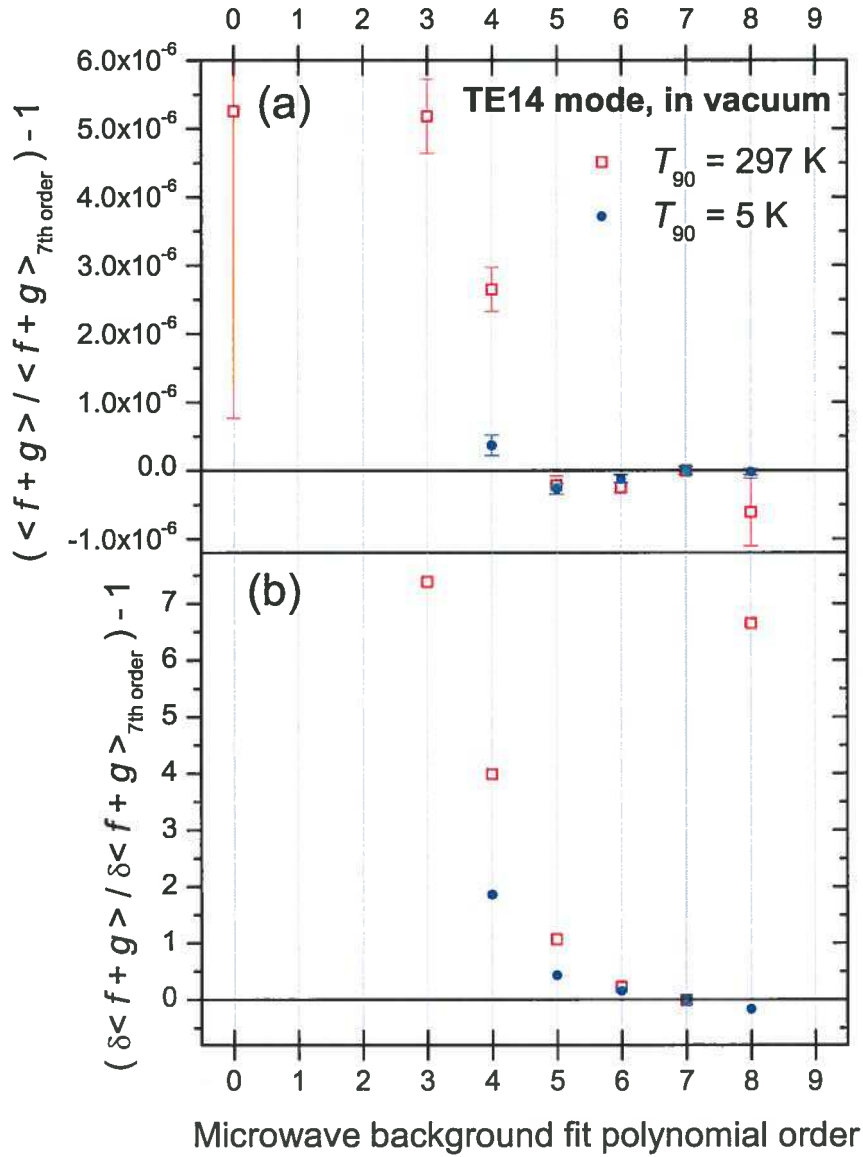 0 1 2 3 4 5 6 7 8 9
(a) TE14 mode, in vacuum
T90 = 297 K
T90 = 5 K
6.0x10-6
5.0x10-6
4.0x10-6
3.0x10-6
2.0x10-6
1.0x10-6
0.0
-1.0x10-6
( < f + g > / < f + g > 7th order ) - 1
(b)
7
6
5
4
3
2
1
0
( δ< f + g > / δ< f + g > 7th order ) - 1
0 1 2 3 4 5 6 7 8 9
Microwave background fit polynomial order